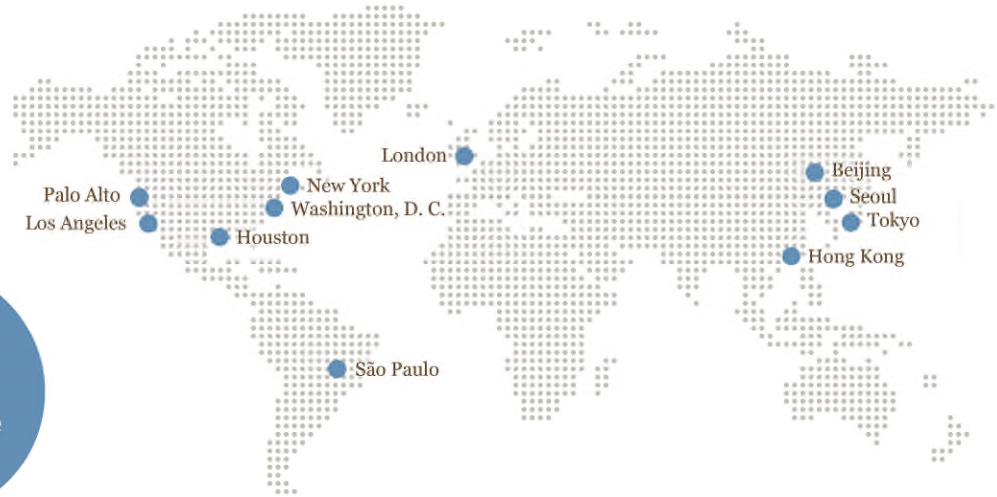 London
Beijing
New York
Seoul
Palo Alto
Washington, D. C.
Tokyo
Los Angeles
Houston
Hong Kong
São Paulo